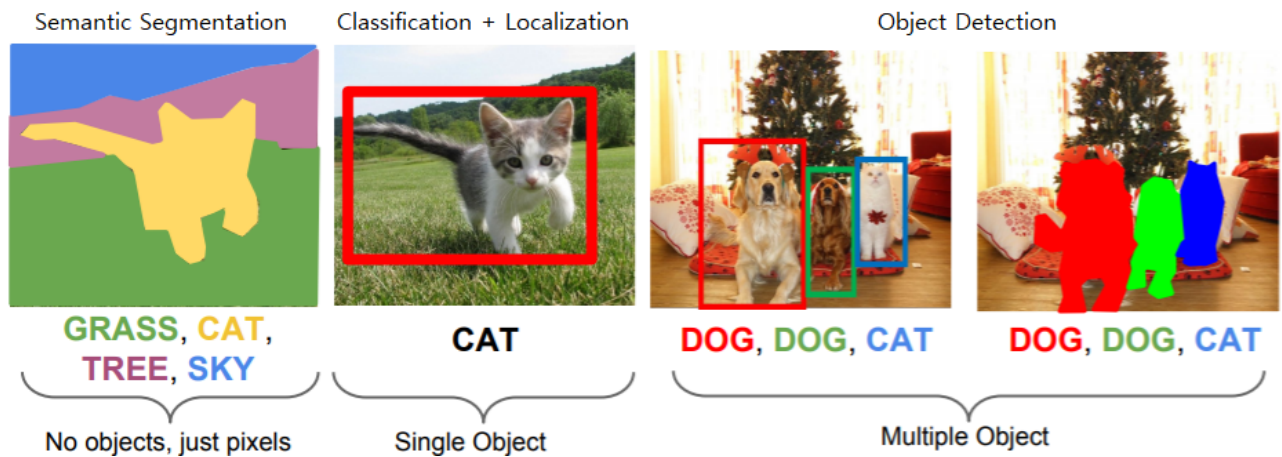 Semantic Segmentation
Classification + Localization
Object Detection
GRASS, CAT,
TREE, SKY
CAT
DOG, DOG, CAT
DOG, DOG, CAT
No objects, just pixels
Single Object
Multiple Object